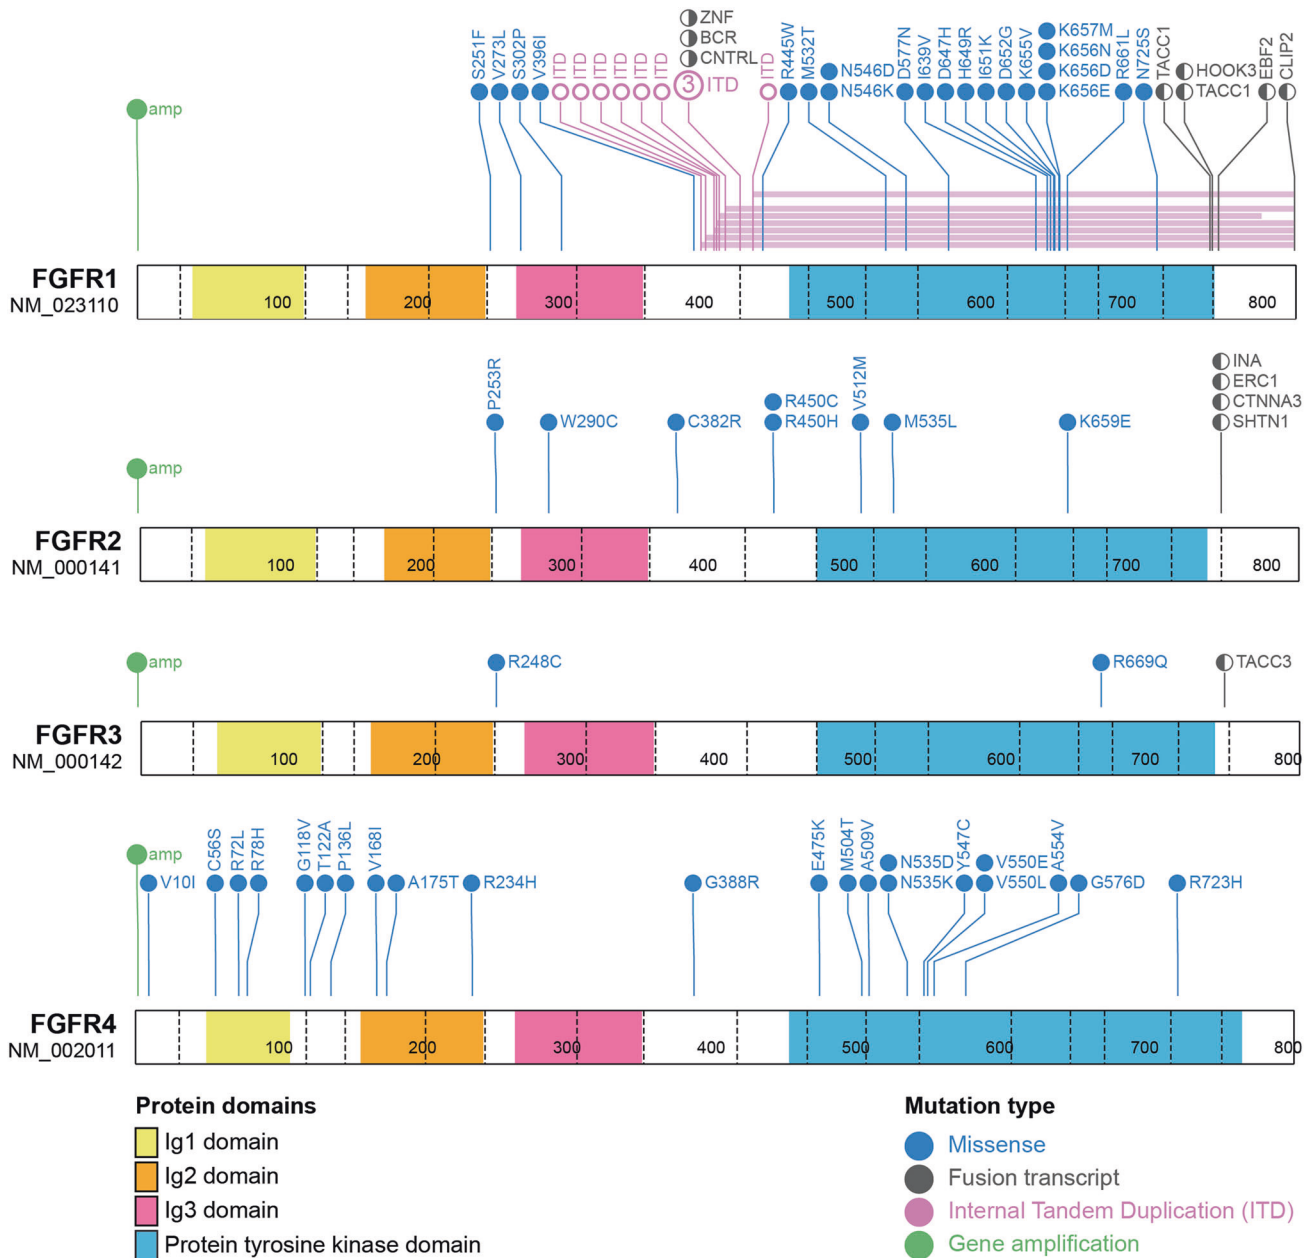 ZNF
BCR
CNTRL
S251F
V273L
S302P
V396I
ITD
ITD
ITD
ITD
ITD
ITD
3 ITD
ITD
R445W
M532T
N546D
N546K
D577N
I639V
D647H
H649R
I651K
D652G
K655V
K657M
K656N
K656D
K656E
R661L
N725S
TACC1
HOOK3
TACC1
EBF2
CLIP2
amp
FGFR1
NM_023110
100 200 300 400 500 600 700 800
P253R
W290C
C382R
R450C
R450H
V512M
M535L
K659E
INA
ERC1
CTNNA3
SHTN1
amp
FGFR2
NM_000141
100 200 300 400 500 600 700 800
amp
R248C
R669Q
TACC3
FGFR3
NM_000142
100 200 300 400 500 600 700 800
amp
V10I
C56S
R72L
R78H
G118V
T122A
P136L
V168I
A175T
R234H
G388R
E475K
M504T
A509V
N535D
N535K
Y547C
V550E
V550L
A554V
G576D
R723H
FGFR4
NM_002011
100 200 300 400 500 600 700 800
Protein domains
Ig1 domain
Ig2 domain
Ig3 domain
Protein tyrosine kinase domain
Mutation type
Missense
Fusion transcript
Internal Tandem Duplication (ITD)
Gene amplification